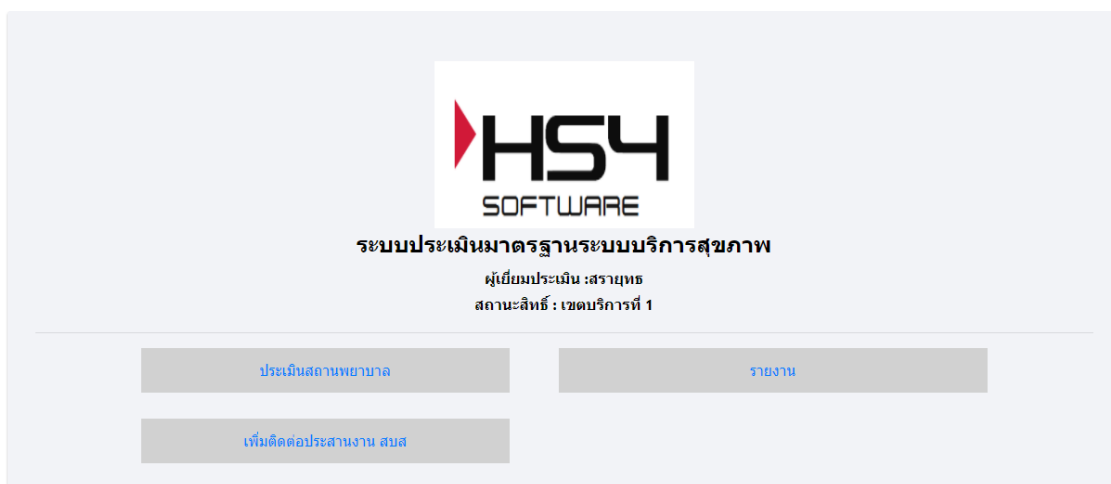 HS4
SOFTWARE
ระบบประเมินมาตรฐานระบบบริการสุขภาพ
ผู้เยี่ยมประเมิน :สรายุทธ
สถานะสิทธิ์ : เขตบริการที่ 1
ประเมินสถานพยาบาล
รายงาน
เพิ่มติดต่อประสานงาน สบส